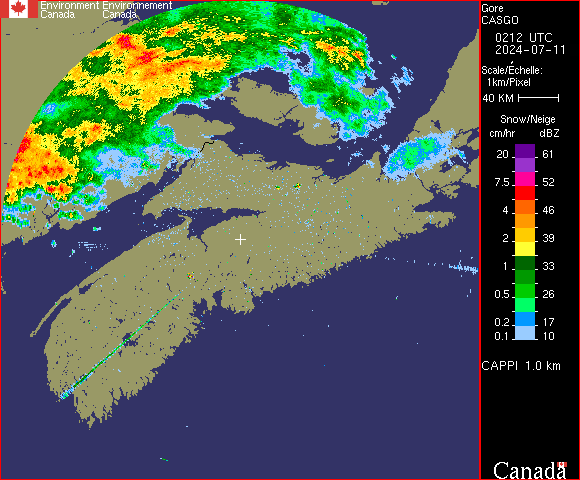 Environment Environnement
Canada Canada
Gore
CASGO
0212 UTC
2024-07-11
Scale/Échelle:
1km/Pixel
40 KM
Snow/Neige
cm/hr dBZ
20 61
7.5 52
4 46
2 39
1 33
0.5 26
0.2 17
0.1 10
CAPPI 1.0 km
Canada